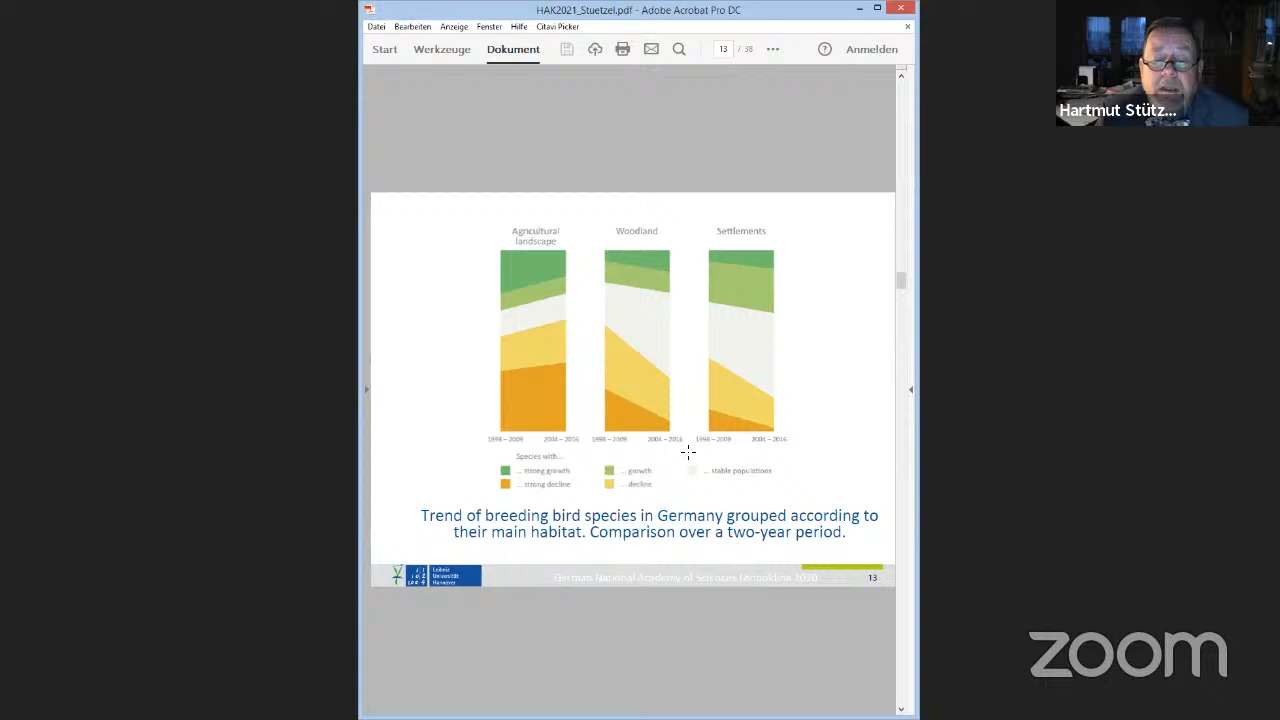 HAK2021_Stuetzel.pdf - Adobe Acrobat Pro DC
Datei Bearbeiten Anzeige Fenster Hilfe Citavi Picker
Start Werkzeuge Dokument 13 / 38 Anmelden
Hartmut Stütz...
Agricultural
landscape
Woodland
Settlements
1998 – 2009 2004 – 2016 1998 – 2009 2004 – 2016 1998 – 2009 2004 – 2016
Species with...
... strong growth ... growth ... stable populations
... strong decline ... decline
Trend of breeding bird species in Germany grouped according to
their main habitat. Comparison over a two-year period.
Leibniz
Universität
Hannover
German National Academy of Sciences Leopoldina 2020
13
zoom